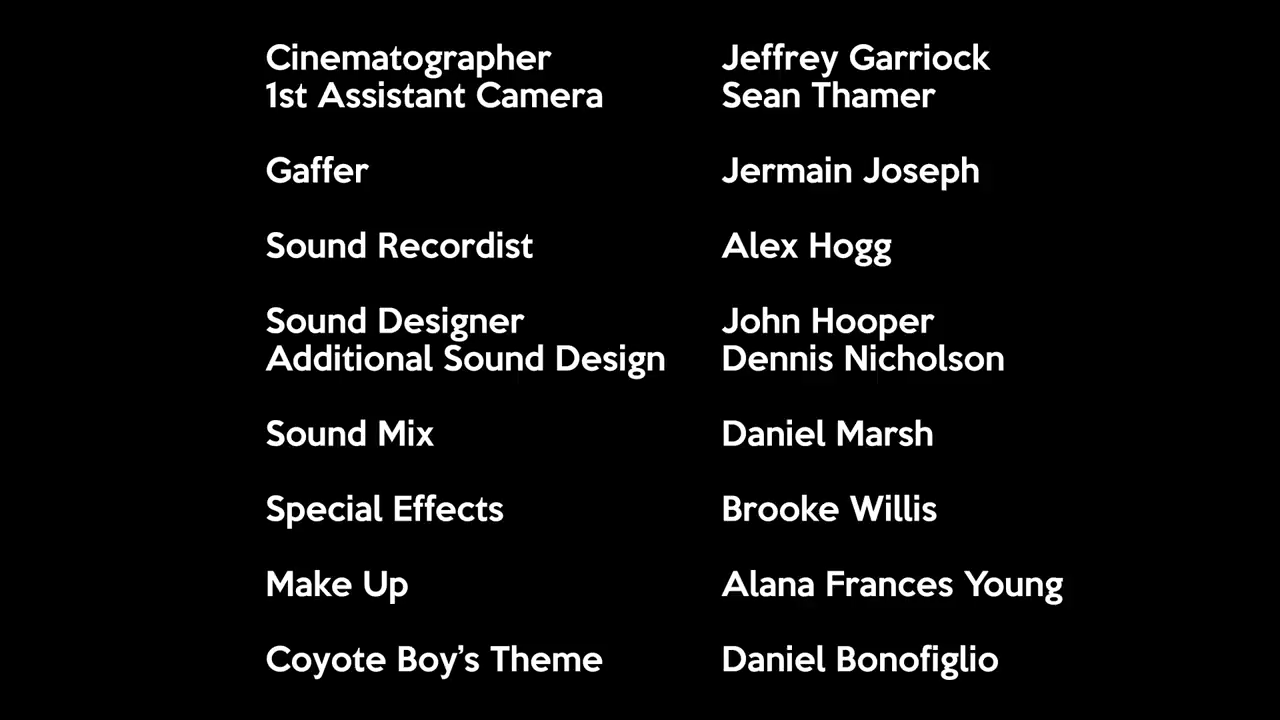 Cinematographer Jeffrey Garriock
1st Assistant Camera Sean Thamer
Gaffer Jermain Joseph
Sound Recordist Alex Hogg
Sound Designer John Hooper
Additional Sound Design Dennis Nicholson
Sound Mix Daniel Marsh
Special Effects Brooke Willis
Make Up Alana Frances Young
Coyote Boy’s Theme Daniel Bonofiglio